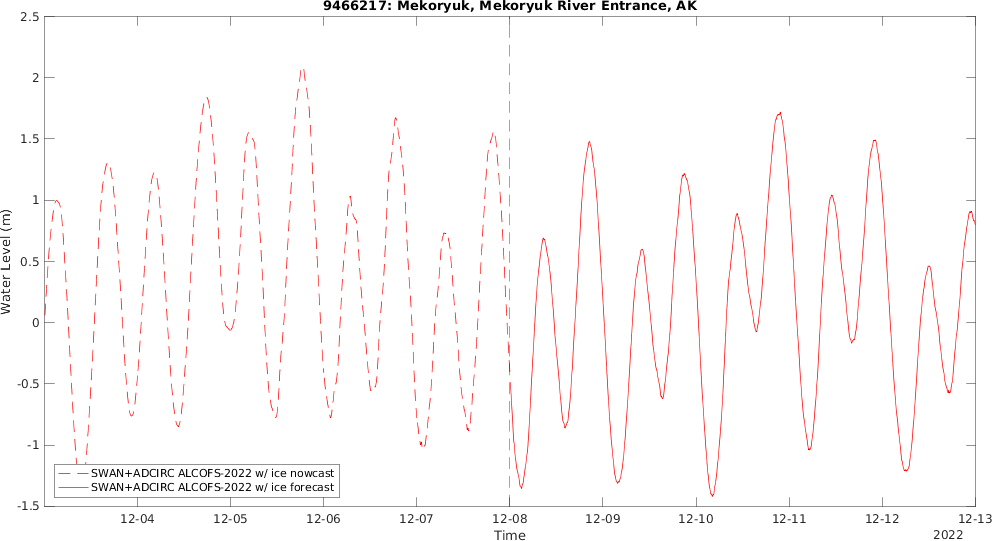 9466217: Mekoryuk, Mekoryuk River Entrance, AK
2.5
2
1.5
1
0.5
0
-0.5
-1
-1.5
Water Level (m)
SWAN+ADCIRC ALCOFS-2022 w/ ice nowcast
SWAN+ADCIRC ALCOFS-2022 w/ ice forecast
12-04 12-05 12-06 12-07 12-08 12-09 12-10 12-11 12-12 12-13
Time
2022